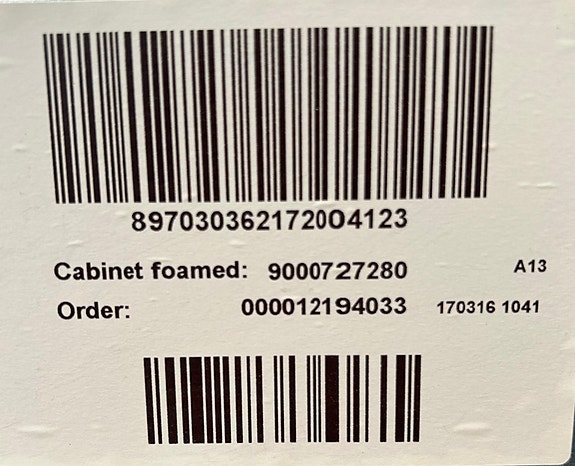 897030362172004123
Cabinet foamed: 9000727280 A13
Order: 000012194033 170316 1041